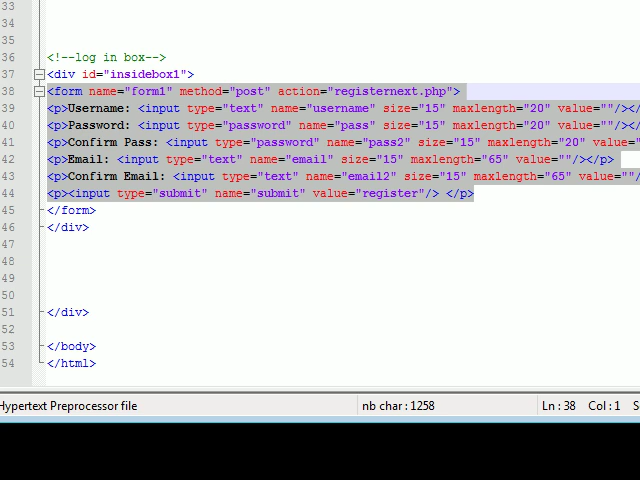 33
34
35
36 <!--log in box-->
37 <div id="insidebox1">
38 <form name="form1" method="post" action="registernext.php">
39 <p>Username: <input type="text" name="username" size="15" maxlength="20" value=""/></
40 <p>Password: <input type="password" name="pass" size="15" maxlength="20" value=""/></
41 <p>Confirm Pass: <input type="password" name="pass2" size="15" maxlength="20" value="
42 <p>Email: <input type="text" name="email" size="15" maxlength="65" value=""/></p>
43 <p>Confirm Email: <input type="text" name="email2" size="15" maxlength="65" value=""/
44 <p><input type="submit" name="submit" value="register"/> </p>
45 </form>
46 </div>
47
48
49
50
51 </div>
52
53 </body>
54 </html>
Hypertext Preprocessor file nb char : 1258 Ln : 38 Col : 1 S